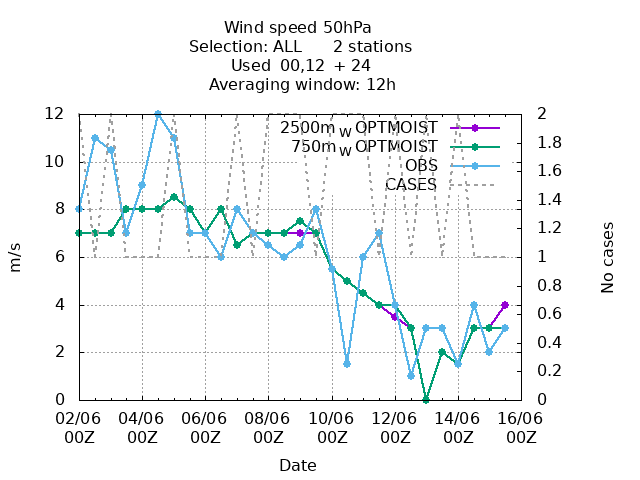 Wind speed 50hPa
Selection: ALL 2 stations
Used 00,12 + 24
Averaging window: 12h
2500m_W OPTMOIST
750m_W OPTMOIST
OBS
CASES
12
10
8
6
4
2
0
2
1.8
1.6
1.4
1.2
1
0.8
0.6
0.4
0.2
0
m/s
No cases
02/06 04/06 06/06 08/06 10/06 12/06 14/06 16/06
00Z 00Z 00Z 00Z 00Z 00Z 00Z 00Z
Date